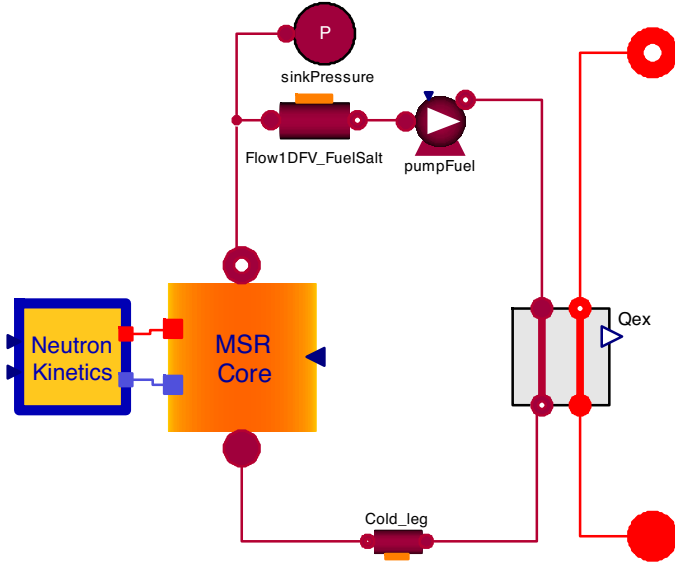 P
sinkPressure
Flow1DFV_FuelSalt
pumpFuel
Qex
Neutron
Kinetics
MSR
Core
Cold_leg